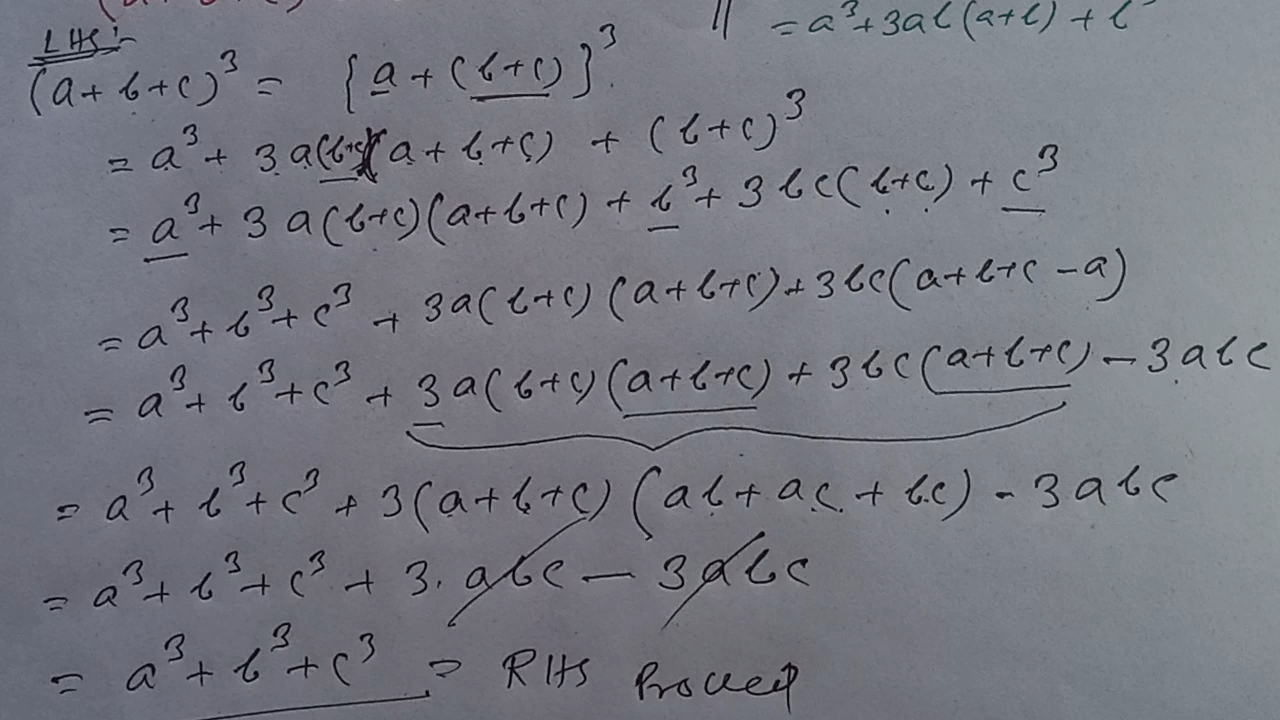 = a³ + 3ab(a+b) + b
LHS :-
(a+b+c)³ = {a + (b+c)}³
= a³ + 3a(b+c)(a+b+c) + (b+c)³
= a³ + 3a(b+c)(a+b+c) + b³ + 3bc(b+c) + c³
= a³ + b³ + c³ + 3a(b+c)(a+b+c) + 3bc(a+b+c-a)
= a³ + b³ + c³ + 3a(b+c)(a+b+c) + 3bc(a+b+c) - 3abc
= a³ + b³ + c³ + 3(a+b+c)(ab+ac+bc) - 3abc
= a³ + b³ + c³ + 3.abc - 3abc
= a³ + b³ + c³ = RHS Proved